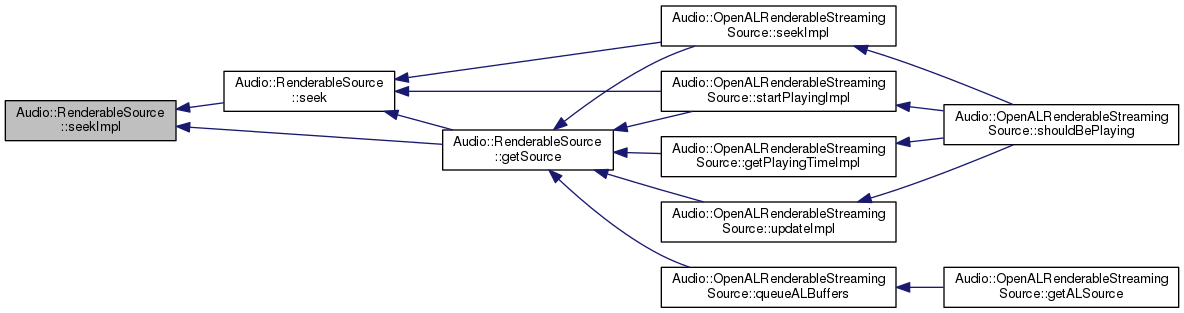 Audio::RenderableSource
::seekImpl
Audio::RenderableSource
::seek
Audio::RenderableSource
::getSource
Audio::OpenALRenderableStreaming
Source::seekImpl
Audio::OpenALRenderableStreaming
Source::startPlayingImpl
Audio::OpenALRenderableStreaming
Source::getPlayingTimeImpl
Audio::OpenALRenderableStreaming
Source::updateImpl
Audio::OpenALRenderableStreaming
Source::queueALBuffers
Audio::OpenALRenderableStreaming
Source::shouldBePlaying
Audio::OpenALRenderableStreaming
Source::getALSource